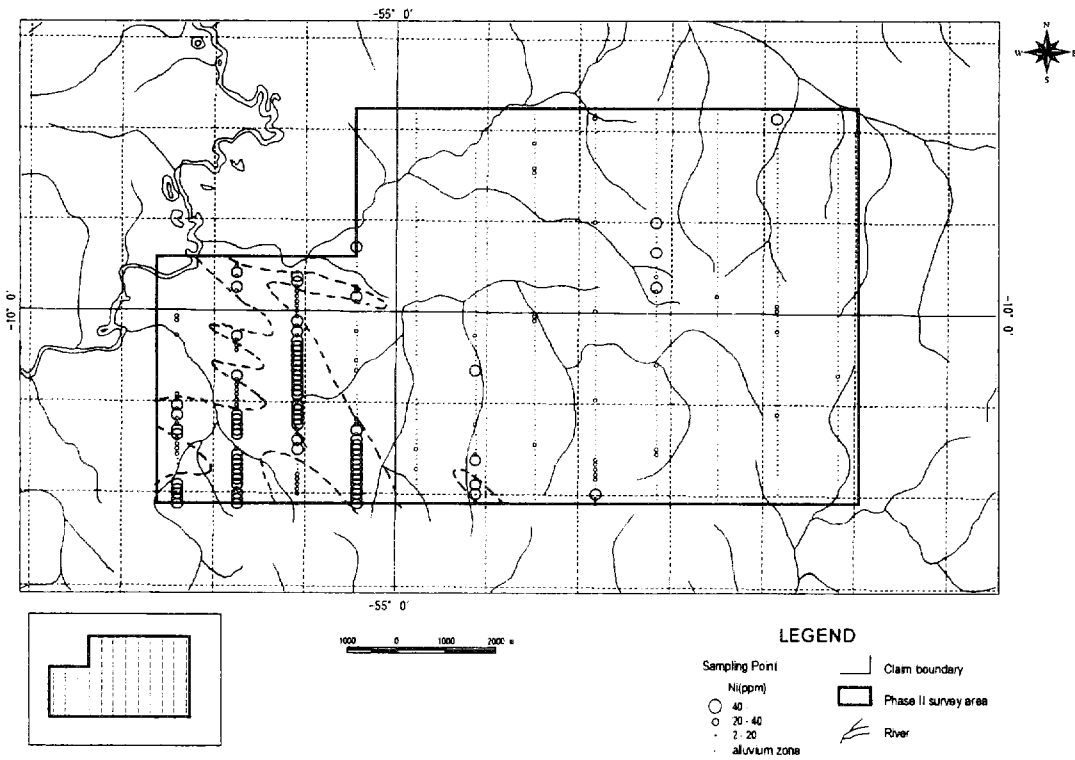 -55° 0'
N
W E
S
-10° 0'
-10° 0'
-55° 0'
1000 0 1000 2000 m
LEGEND
Sampling Point
Ni(ppm)
40
20 - 40
2 - 20
alluvium zone
Claim boundary
Phase II survey area
River